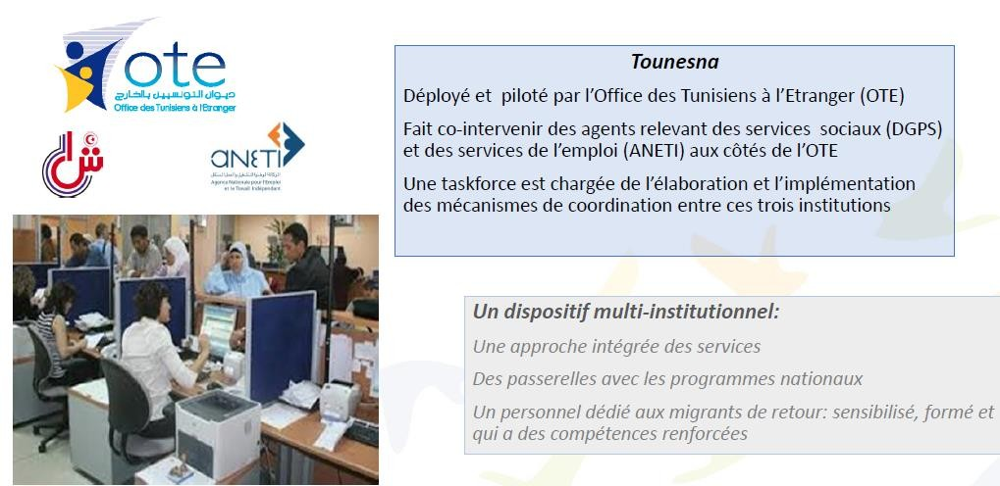 ote
ديوان التونسيين بالخارج
Office des Tunisiens à l'Etranger
aneti
الوكالة الوطنية للتشغيل والعمل المستقل
Agence Nationale pour l'Emploi
et le Travail Indépendant
Tounesna
Déployé et piloté par l'Office des Tunisiens à l'Etranger (OTE)
Fait co-intervenir des agents relevant des services sociaux (DGPS)
et des services de l'emploi (ANETI) aux côtés de l'OTE
Une taskforce est chargée de l'élaboration et l'implémentation
des mécanismes de coordination entre ces trois institutions
Un dispositif multi-institutionnel:
Une approche intégrée des services
Des passerelles avec les programmes nationaux
Un personnel dédié aux migrants de retour: sensibilisé, formé et
qui a des compétences renforcées